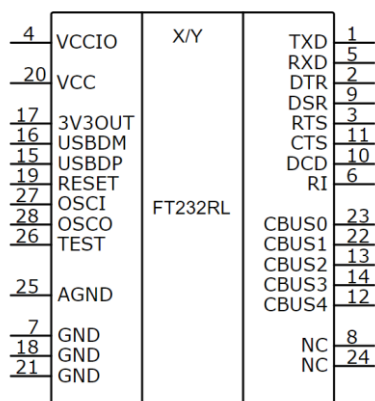 X/Y
FT232RL
4 VCCIO
20 VCC
17 3V3OUT
16 USBDM
15 USBDP
19 RESET
27 OSCI
28 OSCO
26 TEST
25 AGND
7 GND
18 GND
21 GND
TXD 1
RXD 5
DTR 2
DSR 9
RTS 3
CTS 11
DCD 10
RI 6
CBUS0 23
CBUS1 22
CBUS2 13
CBUS3 14
CBUS4 12
NC 8
NC 24